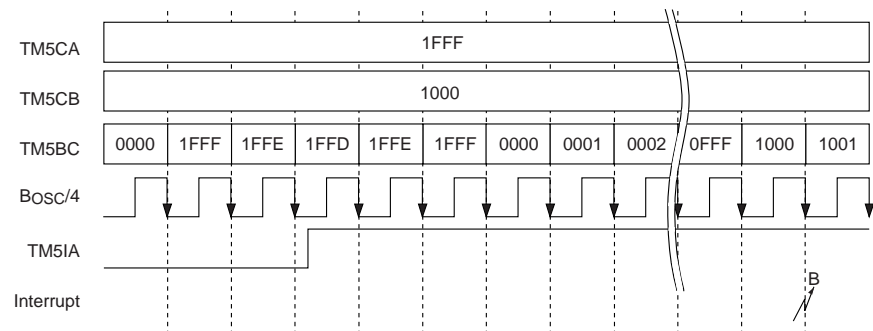 TM5CA 1FFF
TM5CB 1000
TM5BC 0000 1FFF 1FFE 1FFD 1FFE 1FFF 0000 0001 0002 0FFF 1000 1001
BOSC/4
TM5IA
Interrupt B